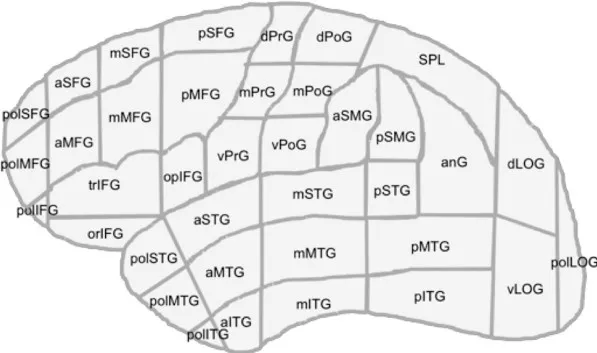 pSFG
dPrG
dPoG
mSFG
SPL
aSFG
pMFG
mPrG
mPoG
polSFG
mMFG
aSMG
aMFG
pSMG
vPrG
vPoG
polMFG
anG
dLOG
trIFG
opIFG
mSTG
pSTG
polIFG
aSTG
orIFG
pMTG
mMTG
polSTG
aMTG
polLOG
vLOG
polMTG
pITG
mITG
aITG
polITG